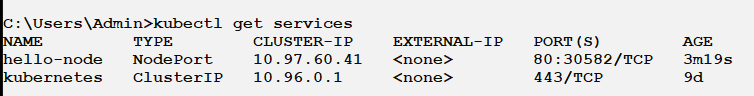 C:\Users\Admin>kubectl get services
NAME TYPE CLUSTER-IP EXTERNAL-IP PORT(S) AGE
hello-node NodePort 10.97.60.41 <none> 80:30582/TCP 3m19s
kubernetes ClusterIP 10.96.0.1 <none> 443/TCP 9d